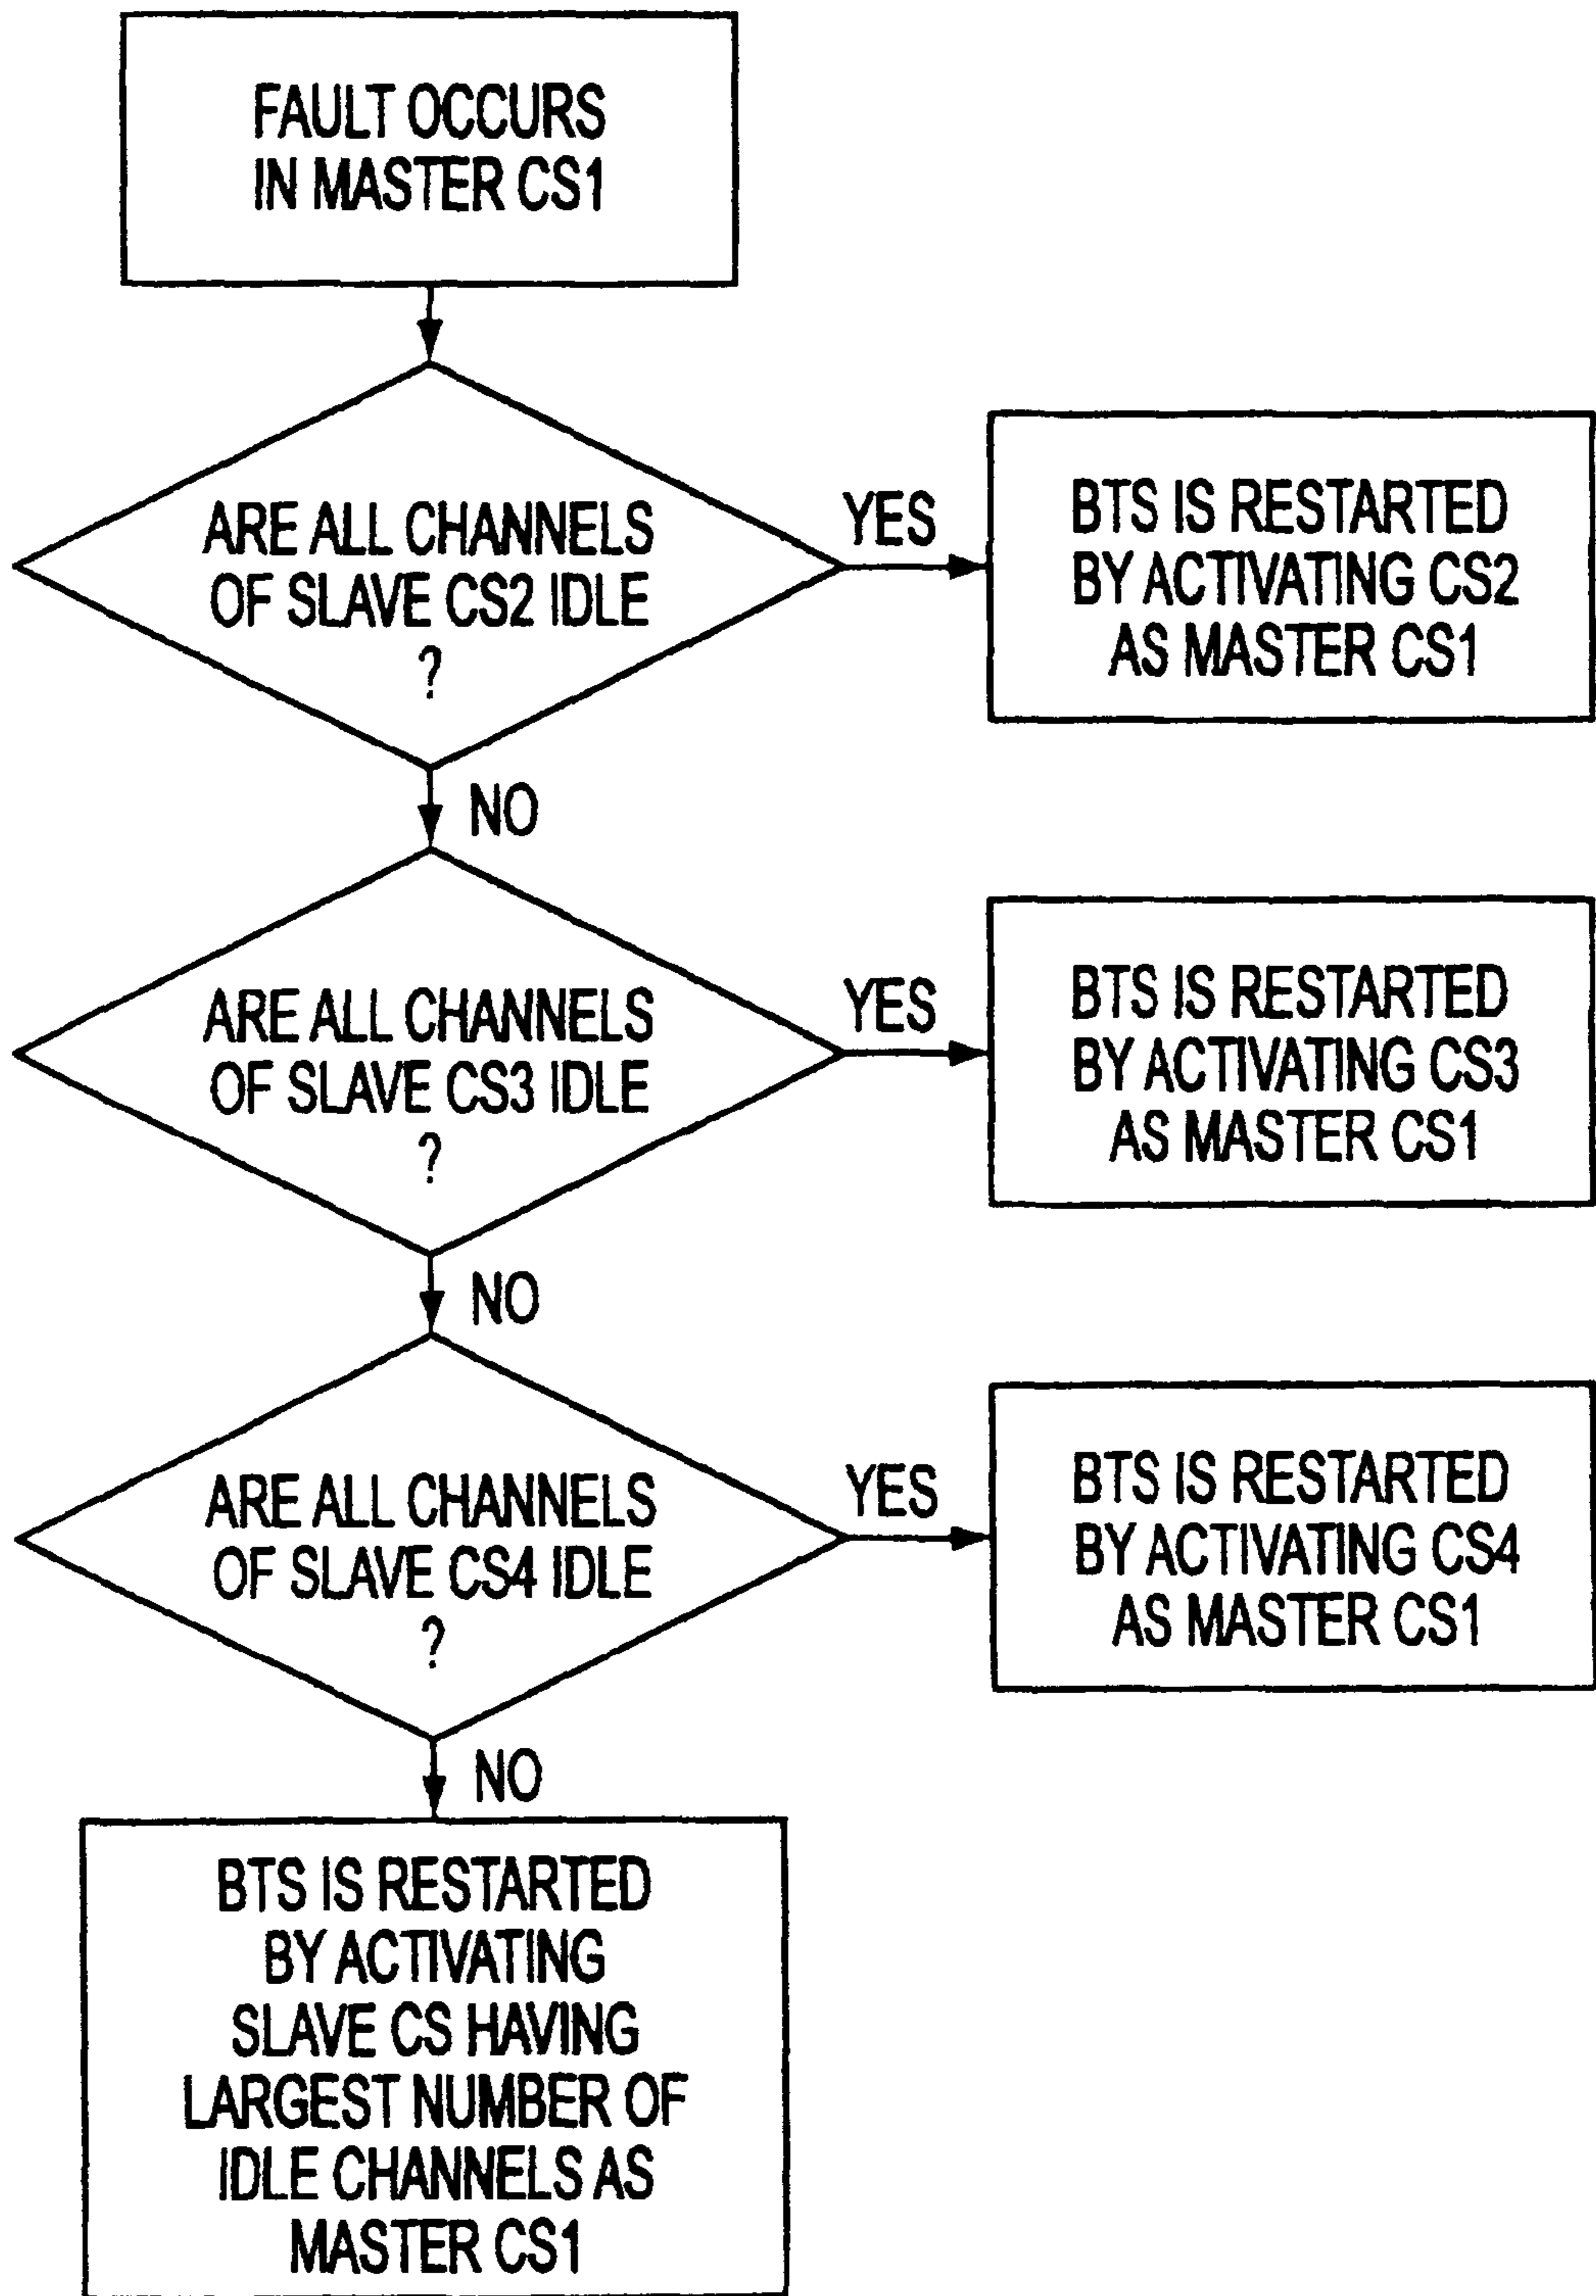 FAULT OCCURS
IN MASTER CS1
ARE ALL CHANNELS
OF SLAVE CS2 IDLE
?
YES
BTS IS RESTARTED
BY ACTIVATING CS2
AS MASTER CS1
NO
ARE ALL CHANNELS
OF SLAVE CS3 IDLE
?
YES
BTS IS RESTARTED
BY ACTIVATING CS3
AS MASTER CS1
NO
ARE ALL CHANNELS
OF SLAVE CS4 IDLE
?
YES
BTS IS RESTARTED
BY ACTIVATING CS4
AS MASTER CS1
NO
BTS IS RESTARTED
BY ACTIVATING
SLAVE CS HAVING
LARGEST NUMBER OF
IDLE CHANNELS AS
MASTER CS1